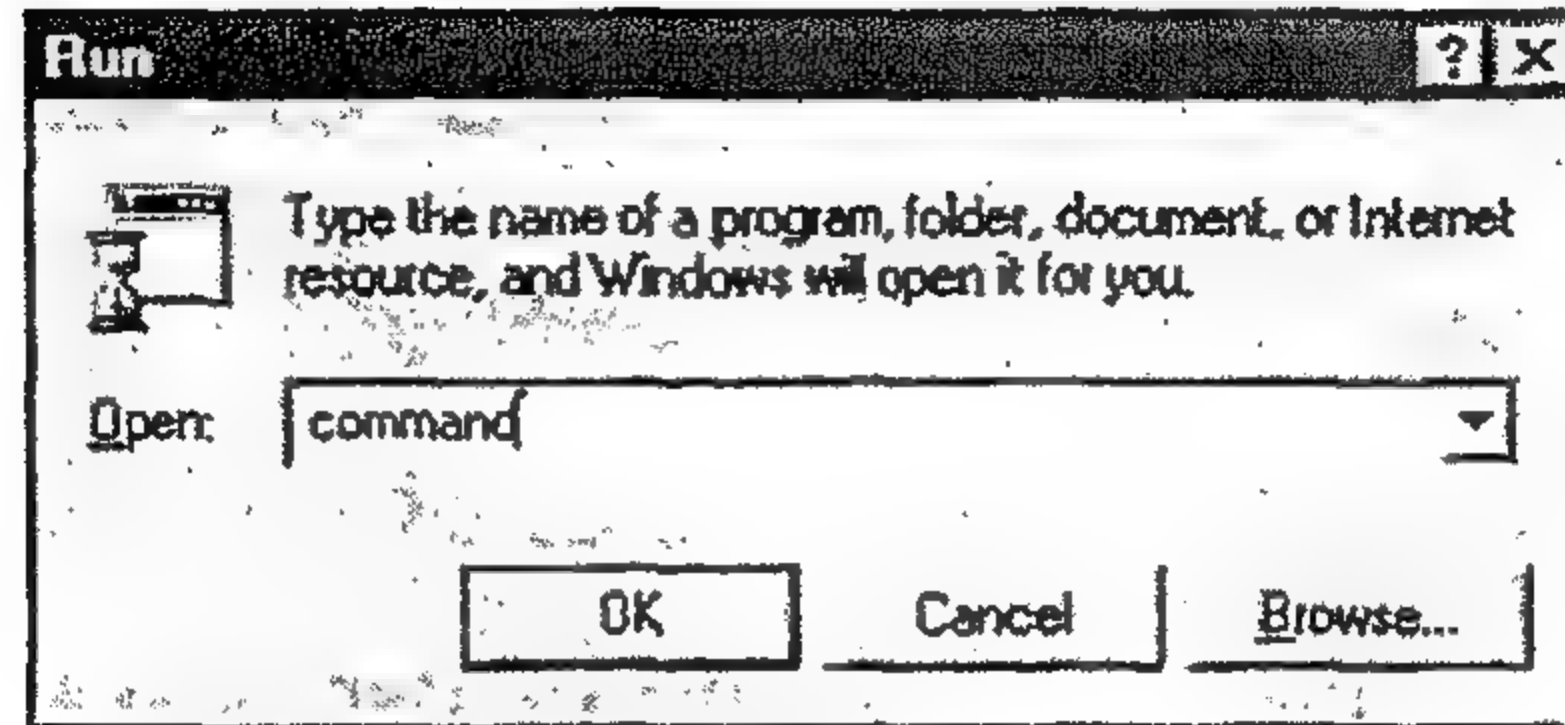 Run ? X
Type the name of a program, folder, document, or Internet
resource, and Windows will open it for you.
Open: command
OK Cancel Browse...